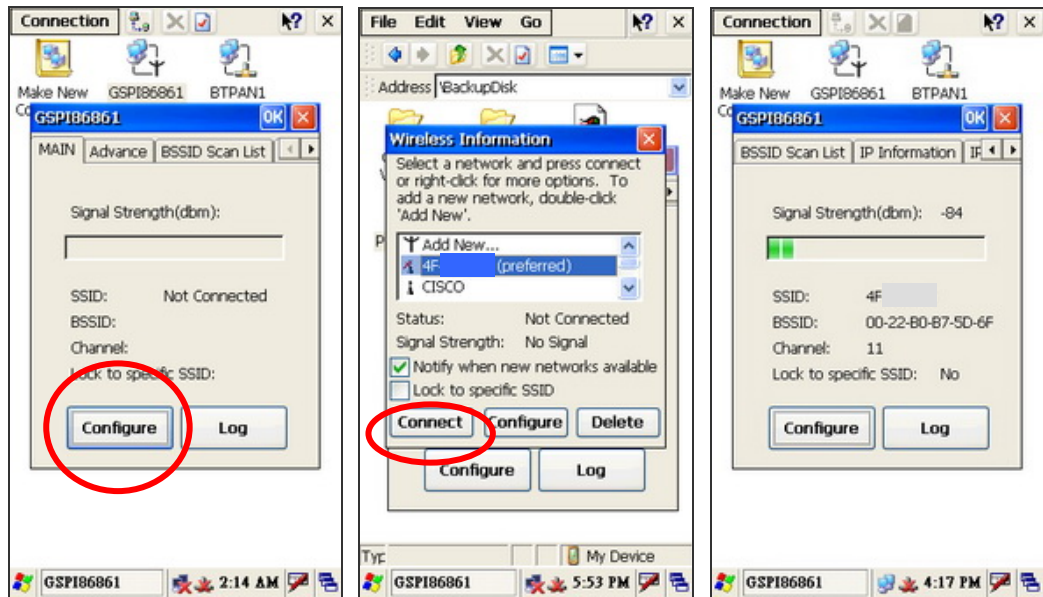 Connection
Make New
GSPI86861
BTPAN1
GSPI86861
OK
MAIN
Advance
BSSID Scan List
Signal Strength(dbm):
SSID: Not Connected
BSSID:
Channel:
Lock to specific SSID:
Configure
Log
GSPI86861
2:14 AM
File Edit View Go
Address \BackupDisk
Wireless Information
Select a network and press connect
or right-click for more options. To
add a new network, double-click
'Add New'.
Add New...
4F (preferred)
CISCO
Status: Not Connected
Signal Strength: No Signal
Notify when new networks available
Lock to specific SSID
Connect
Configure
Delete
Configure
Log
My Device
GSPI86861
5:53 PM
Connection
Make New
GSPI86861
BTPAN1
GSPI86861
OK
BSSID Scan List
IP Information
Signal Strength(dbm): -84
SSID: 4F
BSSID: 00-22-B0-B7-5D-6F
Channel: 11
Lock to specific SSID: No
Configure
Log
GSPI86861
4:17 PM